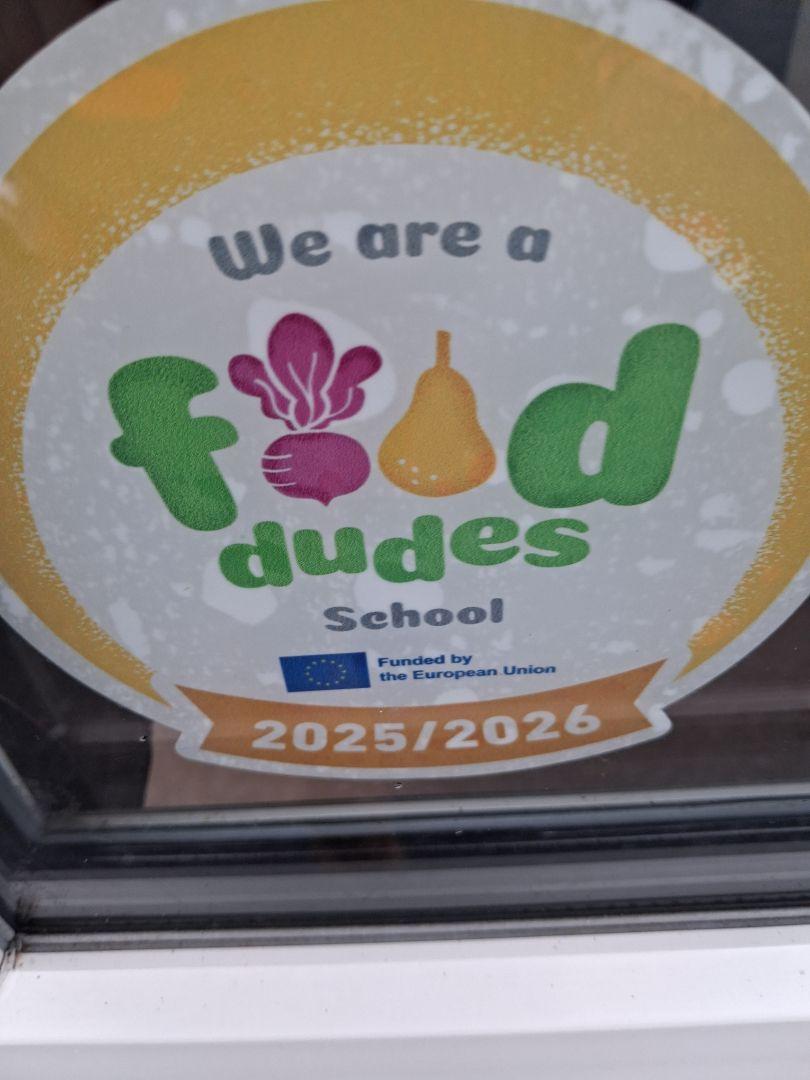 We are a
food
dudes
School
Funded by
the European Union
2025/2026